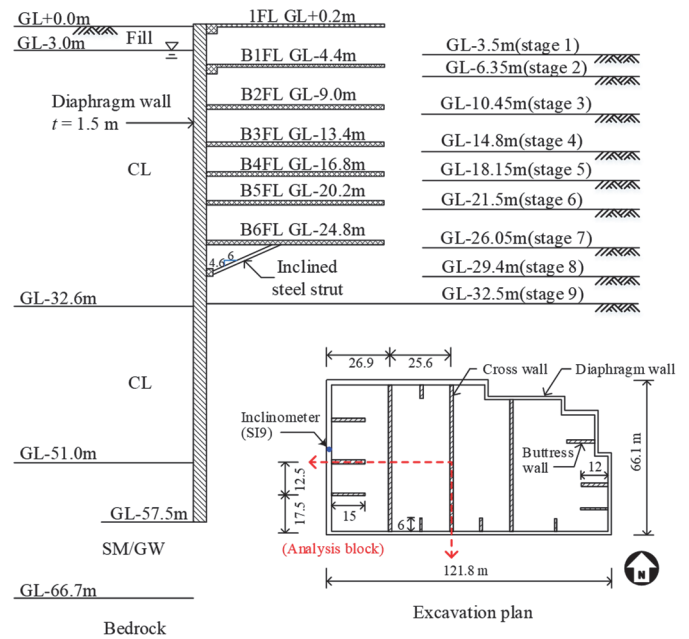 GL+0.0m
GL-3.0m
Fill
1FL GL+0.2m
B1FL GL-4.4m
B2FL GL-9.0m
B3FL GL-13.4m
B4FL GL-16.8m
B5FL GL-20.2m
B6FL GL-24.8m
GL-3.5m(stage 1)
GL-6.35m(stage 2)
GL-10.45m(stage 3)
GL-14.8m(stage 4)
GL-18.15m(stage 5)
GL-21.5m(stage 6)
GL-26.05m(stage 7)
GL-29.4m(stage 8)
GL-32.5m(stage 9)
Diaphragm wall
t = 1.5 m
CL
4.6
6
Inclined
steel strut
GL-32.6m
CL
GL-51.0m
GL-57.5m
SM/GW
GL-66.7m
Bedrock
26.9
25.6
Cross wall
Diaphragm wall
Inclinometer
(SI9)
Buttress
wall
12
66.1 m
12.5
17.5
15
6
(Analysis block)
121.8 m
N
Excavation plan